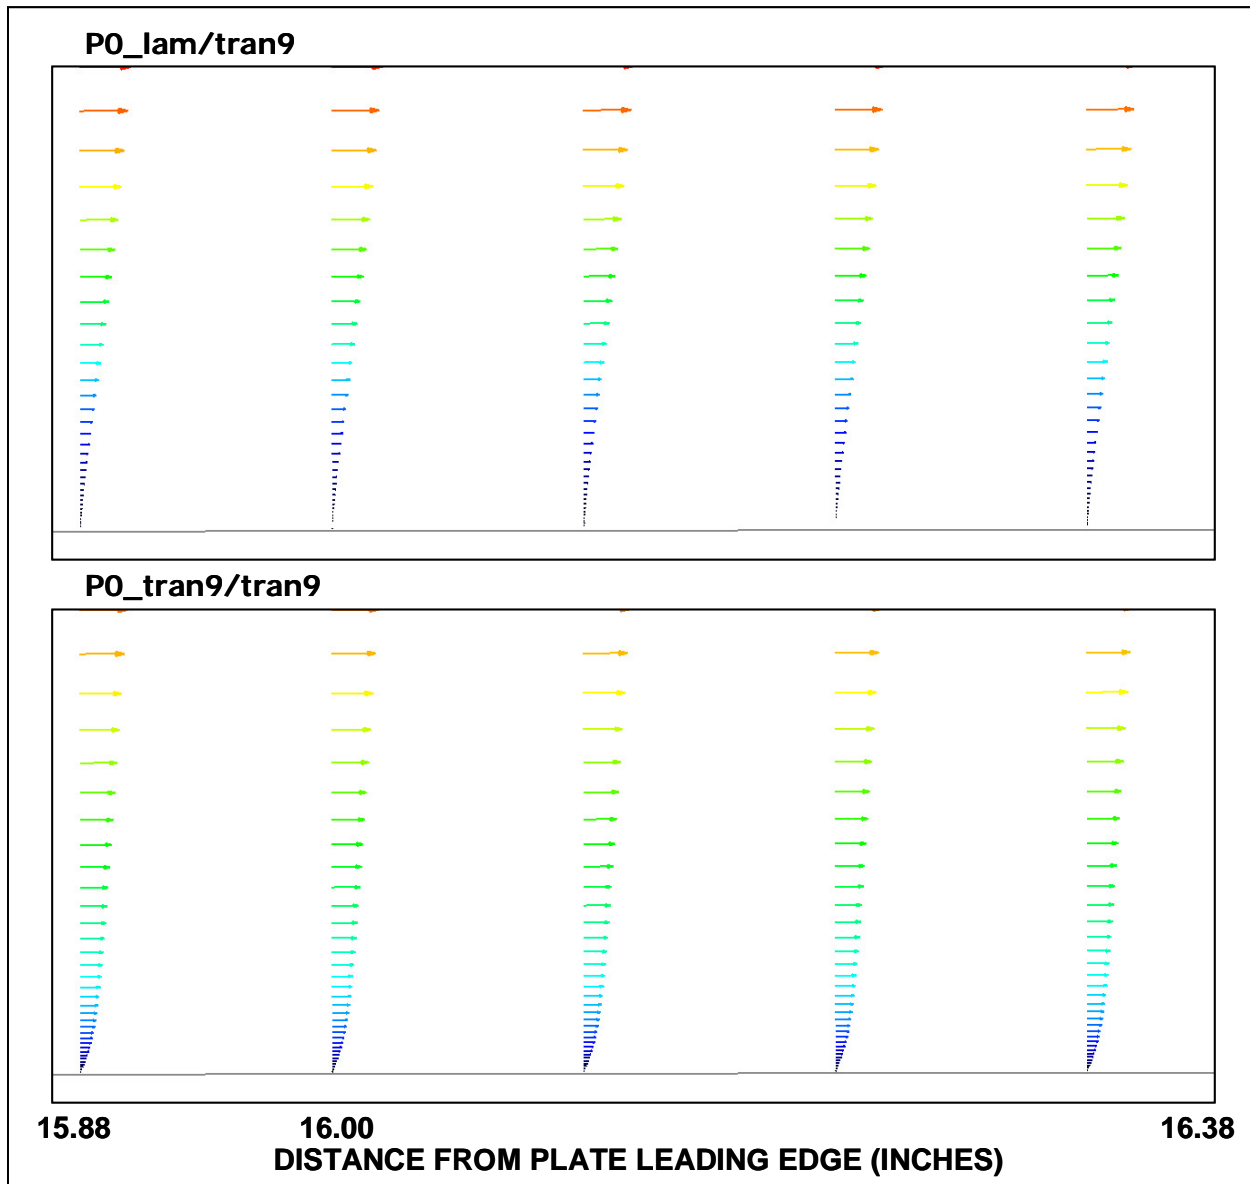 P0_lam/tran9
P0_tran9/tran9
15.88 16.00 16.38
DISTANCE FROM PLATE LEADING EDGE (INCHES)